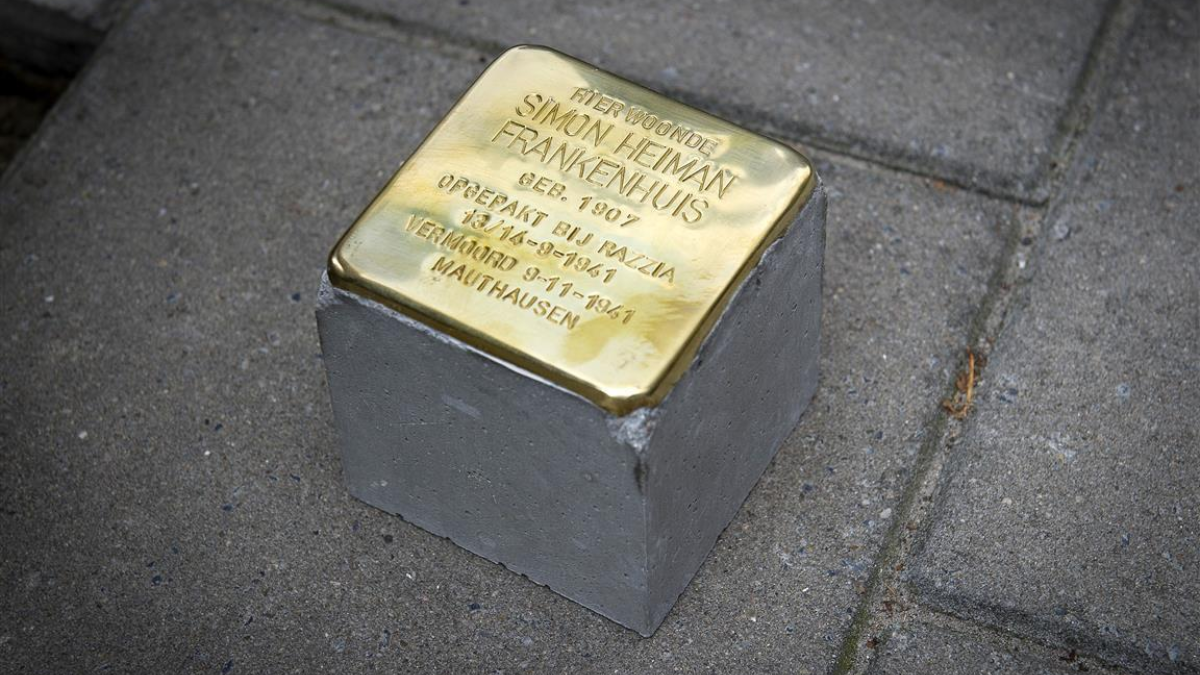 HIER WOONDE
SIMON HEIMAN
FRANKENHUIS
GEB. 1907
OPGEPAKT BIJ RAZZIA
13/14-9-1941
VERMOORD 9-11-1941
MAUTHAUSEN